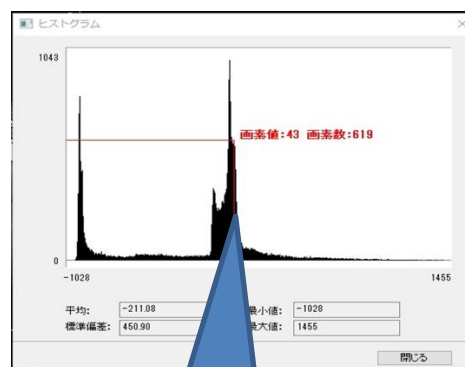 ヒストグラム
1043
画素値:43 画素数:619
0
-1028 1455
平均: -211.08 最小値: -1028
標準偏差: 450.90 最大値: 1455
閉じる